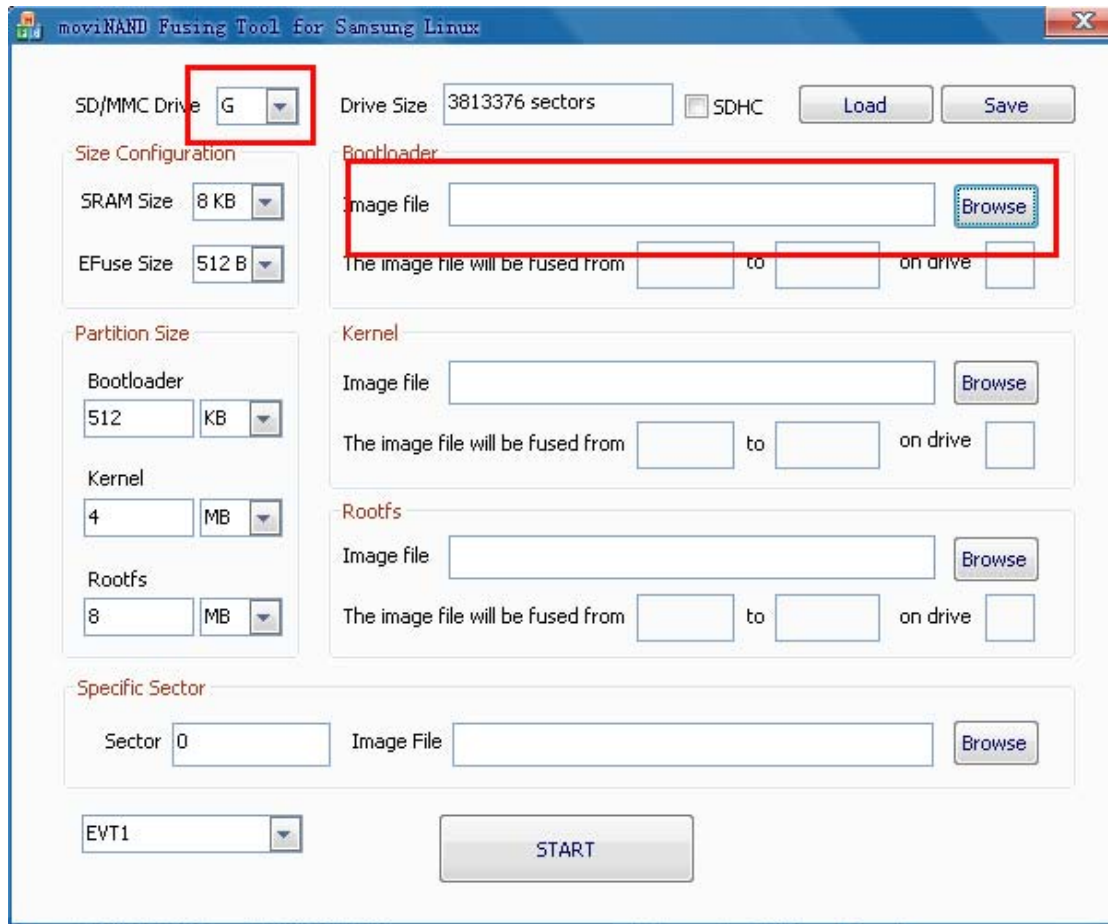 moviNAND Fusing Tool for Samsung Linux
SD/MMC Drive G Drive Size 3813376 sectors SDHC Load Save
Size Configuration
SRAM Size 8 KB
EFuse Size 512 B
Bootloader
Image file Browse
The image file will be fused from to on drive
Partition Size
Bootloader
512 KB
Kernel
4 MB
Rootfs
8 MB
Kernel
Image file Browse
The image file will be fused from to on drive
Rootfs
Image file Browse
The image file will be fused from to on drive
Specific Sector
Sector 0 Image File Browse
EVT1 START